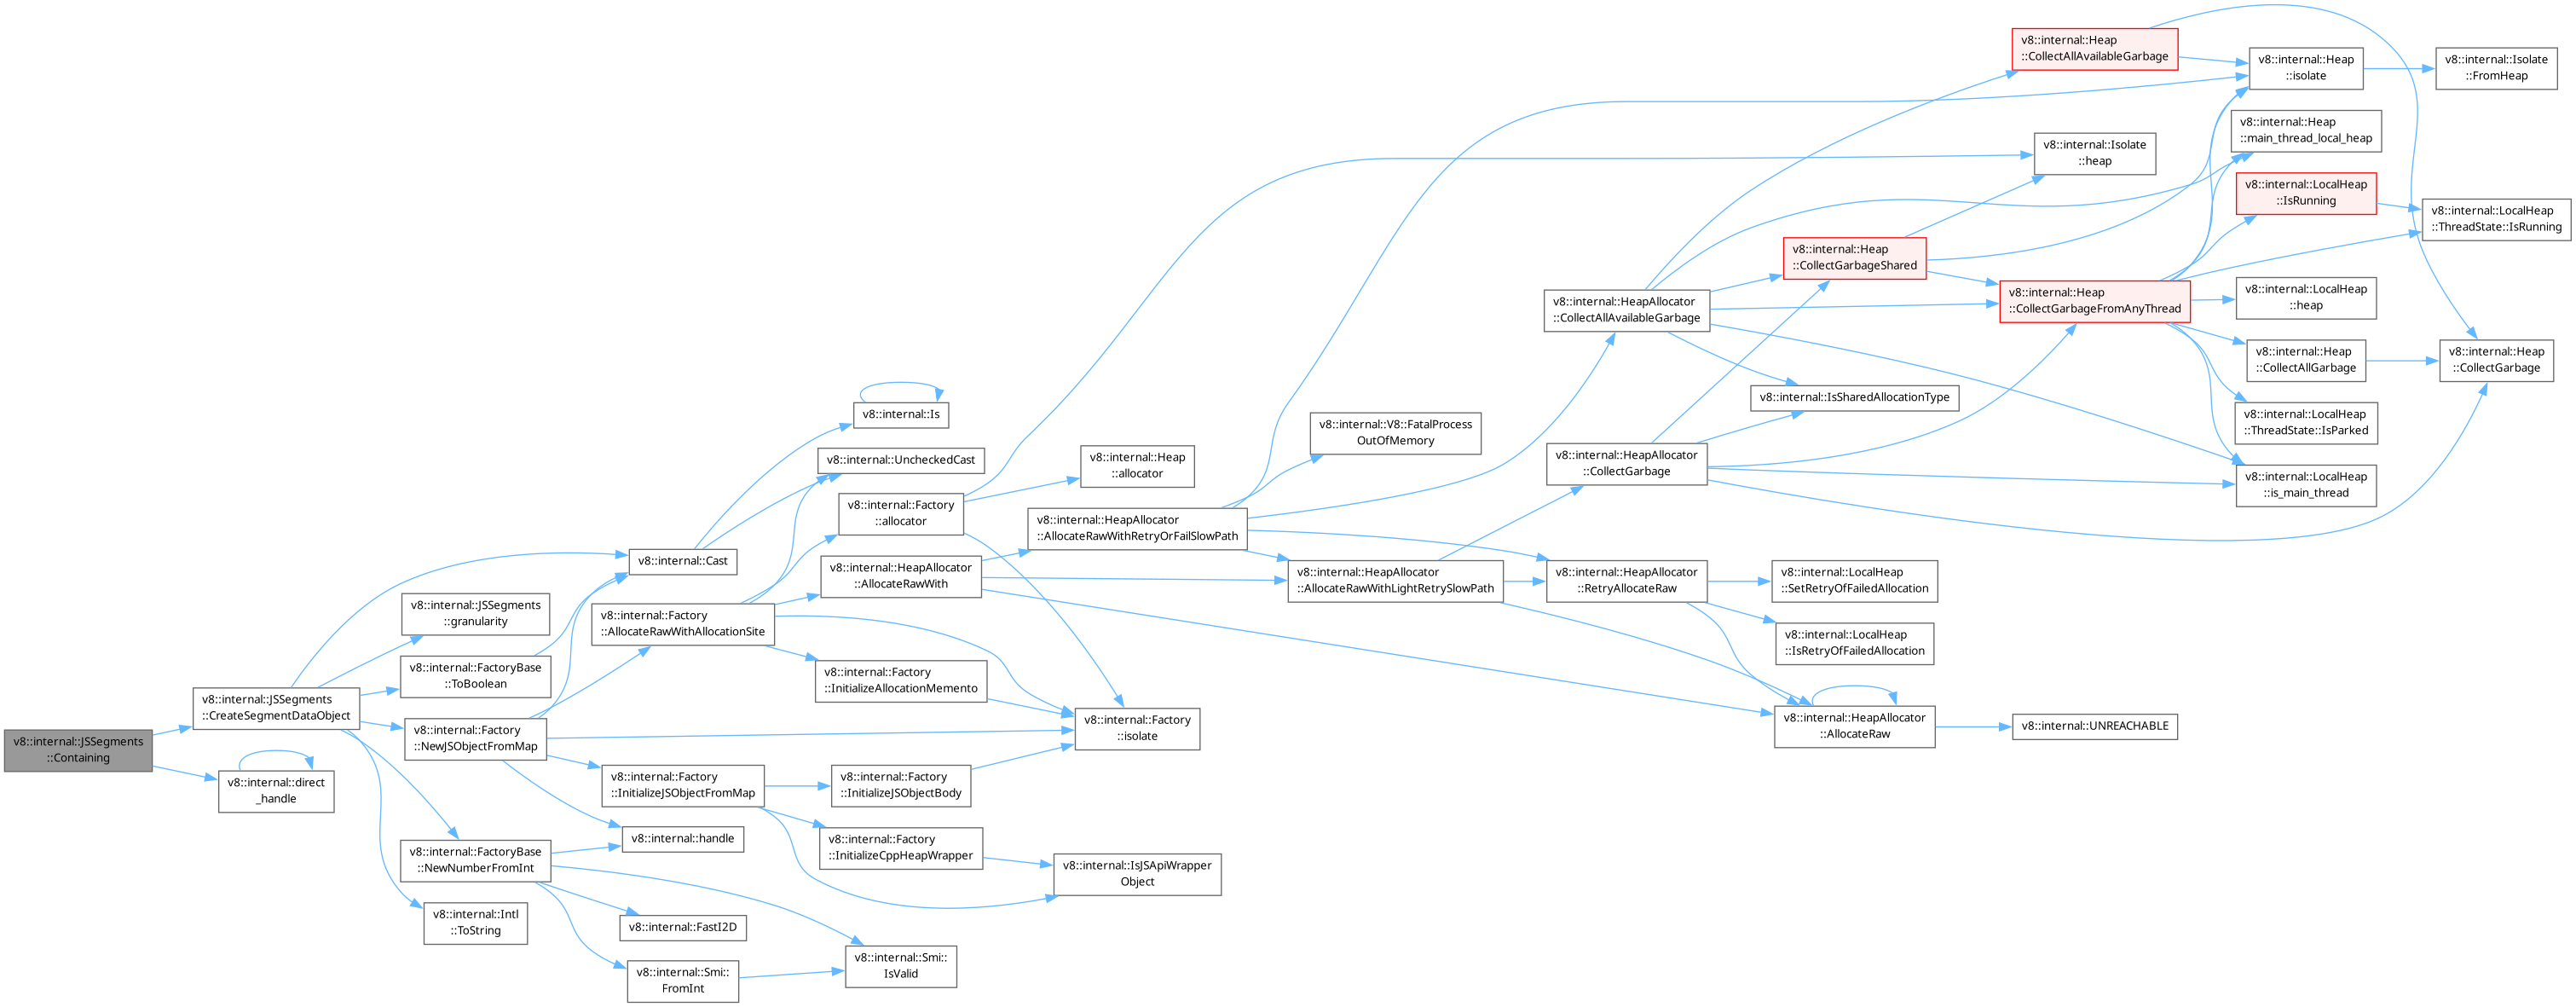 v8::internal::JSSegments
::Containing
v8::internal::JSSegments
::CreateSegmentDataObject
v8::internal::direct
_handle
v8::internal::JSSegments
::granularity
v8::internal::FactoryBase
::ToBoolean
v8::internal::Factory
::NewJSObjectFromMap
v8::internal::FactoryBase
::NewNumberFromInt
v8::internal::Intl
::ToString
v8::internal::Cast
v8::internal::Factory
::AllocateRawWithAllocationSite
v8::internal::Factory
::InitializeJSObjectFromMap
v8::internal::handle
v8::internal::FastI2D
v8::internal::Smi::
FromInt
v8::internal::Is
v8::internal::UncheckedCast
v8::internal::Factory
::allocator
v8::internal::HeapAllocator
::AllocateRawWith
v8::internal::Factory
::InitializeAllocationMemento
v8::internal::Factory
::InitializeJSObjectBody
v8::internal::Factory
::InitializeCppHeapWrapper
v8::internal::Smi::
IsValid
v8::internal::Heap
::allocator
v8::internal::HeapAllocator
::AllocateRawWithRetryOrFailSlowPath
v8::internal::Factory
::isolate
v8::internal::IsJSApiWrapper
Object
v8::internal::V8::FatalProcess
OutOfMemory
v8::internal::HeapAllocator
::AllocateRawWithLightRetrySlowPath
v8::internal::HeapAllocator
::CollectAllAvailableGarbage
v8::internal::HeapAllocator
::CollectGarbage
v8::internal::HeapAllocator
::RetryAllocateRaw
v8::internal::Heap
::CollectGarbageShared
v8::internal::IsSharedAllocationType
v8::internal::LocalHeap
::SetRetryOfFailedAllocation
v8::internal::LocalHeap
::IsRetryOfFailedAllocation
v8::internal::HeapAllocator
::AllocateRaw
v8::internal::Heap
::CollectAllAvailableGarbage
v8::internal::Isolate
::heap
v8::internal::Heap
::CollectGarbageFromAnyThread
v8::internal::UNREACHABLE
v8::internal::Heap
::isolate
v8::internal::Heap
::main_thread_local_heap
v8::internal::LocalHeap
::IsRunning
v8::internal::LocalHeap
::heap
v8::internal::Heap
::CollectAllGarbage
v8::internal::LocalHeap
::ThreadState::IsParked
v8::internal::LocalHeap
::is_main_thread
v8::internal::Isolate
::FromHeap
v8::internal::LocalHeap
::ThreadState::IsRunning
v8::internal::Heap
::CollectGarbage